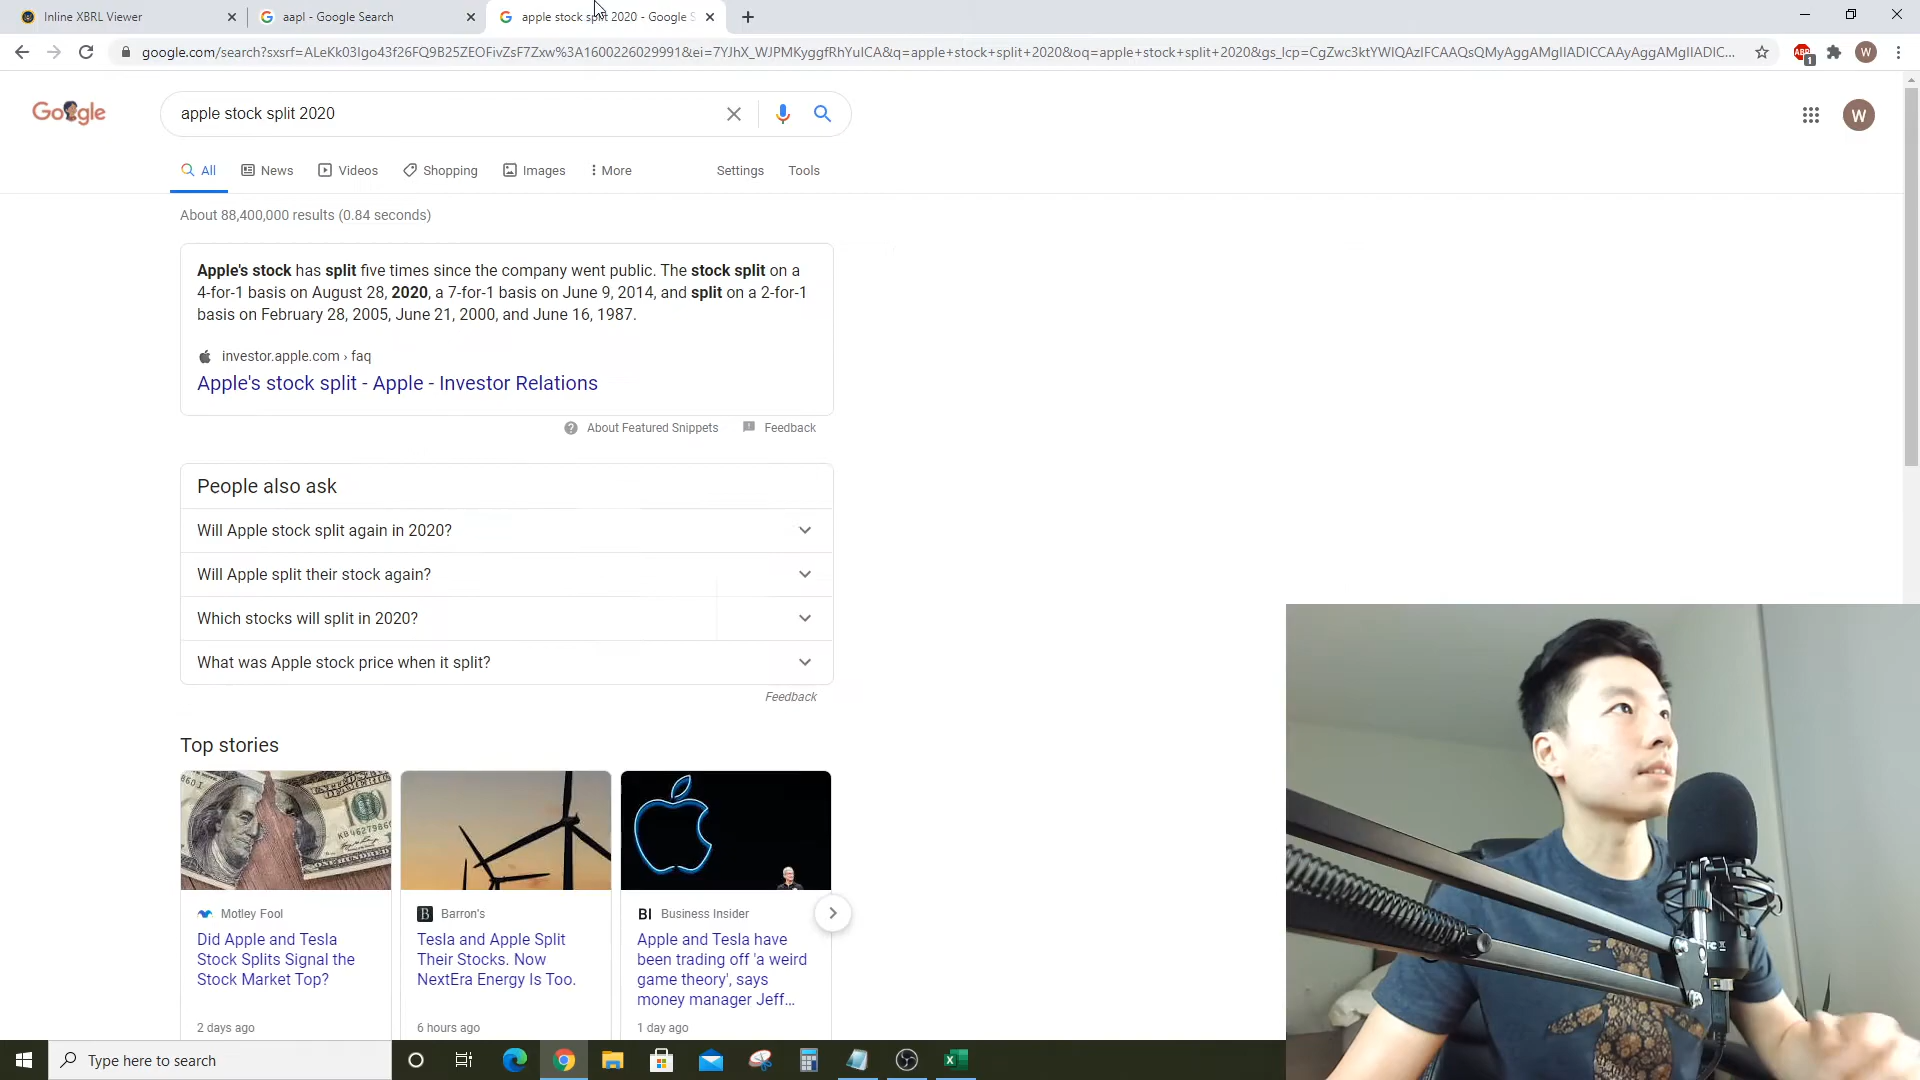 Inline XBRL Viewer
aapl - Google Search
apple stock split 2020 - Google S
google.com/search?sxsrf=ALeKk03Igo43f26FQ9B25ZEOFivZsF7Zxw%3A1600226029991&ei=7YJhX_WJPMKyggfRhYuICA&q=apple+stock+split+2020&oq=apple+stock+split+2020&gs_lcp=CgZwc3ktYWIQAzIFCAAQsQMyAggAMgIIADICCAAyAggAMgIIADIC...
1
W
Google
apple stock split 2020
W
All
News
Videos
Shopping
Images
More
Settings
Tools
About 88,400,000 results (0.84 seconds)
Apple's stock has split five times since the company went public. The stock split on a
4-for-1 basis on August 28, 2020, a 7-for-1 basis on June 9, 2014, and split on a 2-for-1
basis on February 28, 2005, June 21, 2000, and June 16, 1987.
investor.apple.com › faq
Apple's stock split - Apple - Investor Relations
About Featured Snippets
Feedback
People also ask
Will Apple stock split again in 2020?
Will Apple split their stock again?
Which stocks will split in 2020?
What was Apple stock price when it split?
Feedback
Top stories
Motley Fool
Did Apple and Tesla
Stock Splits Signal the
Stock Market Top?
2 days ago
B Barron's
Tesla and Apple Split
Their Stocks. Now
NextEra Energy Is Too.
6 hours ago
BI Business Insider
Apple and Tesla have
been trading off 'a weird
game theory', says
money manager Jeff...
1 day ago
Type here to search